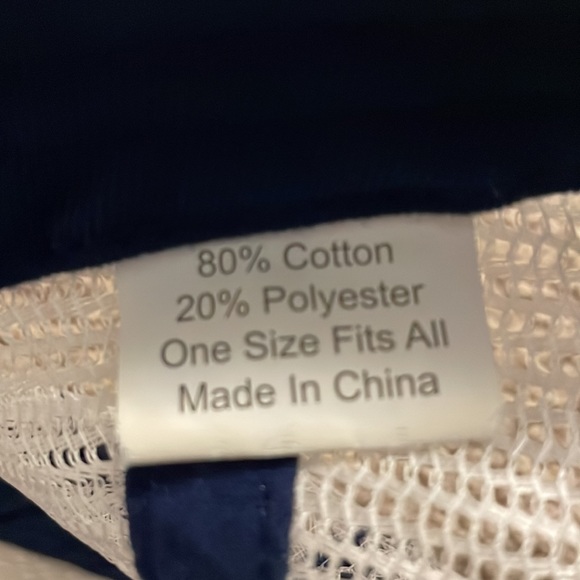 80% Cotton
20% Polyester
One Size Fits All
Made In China